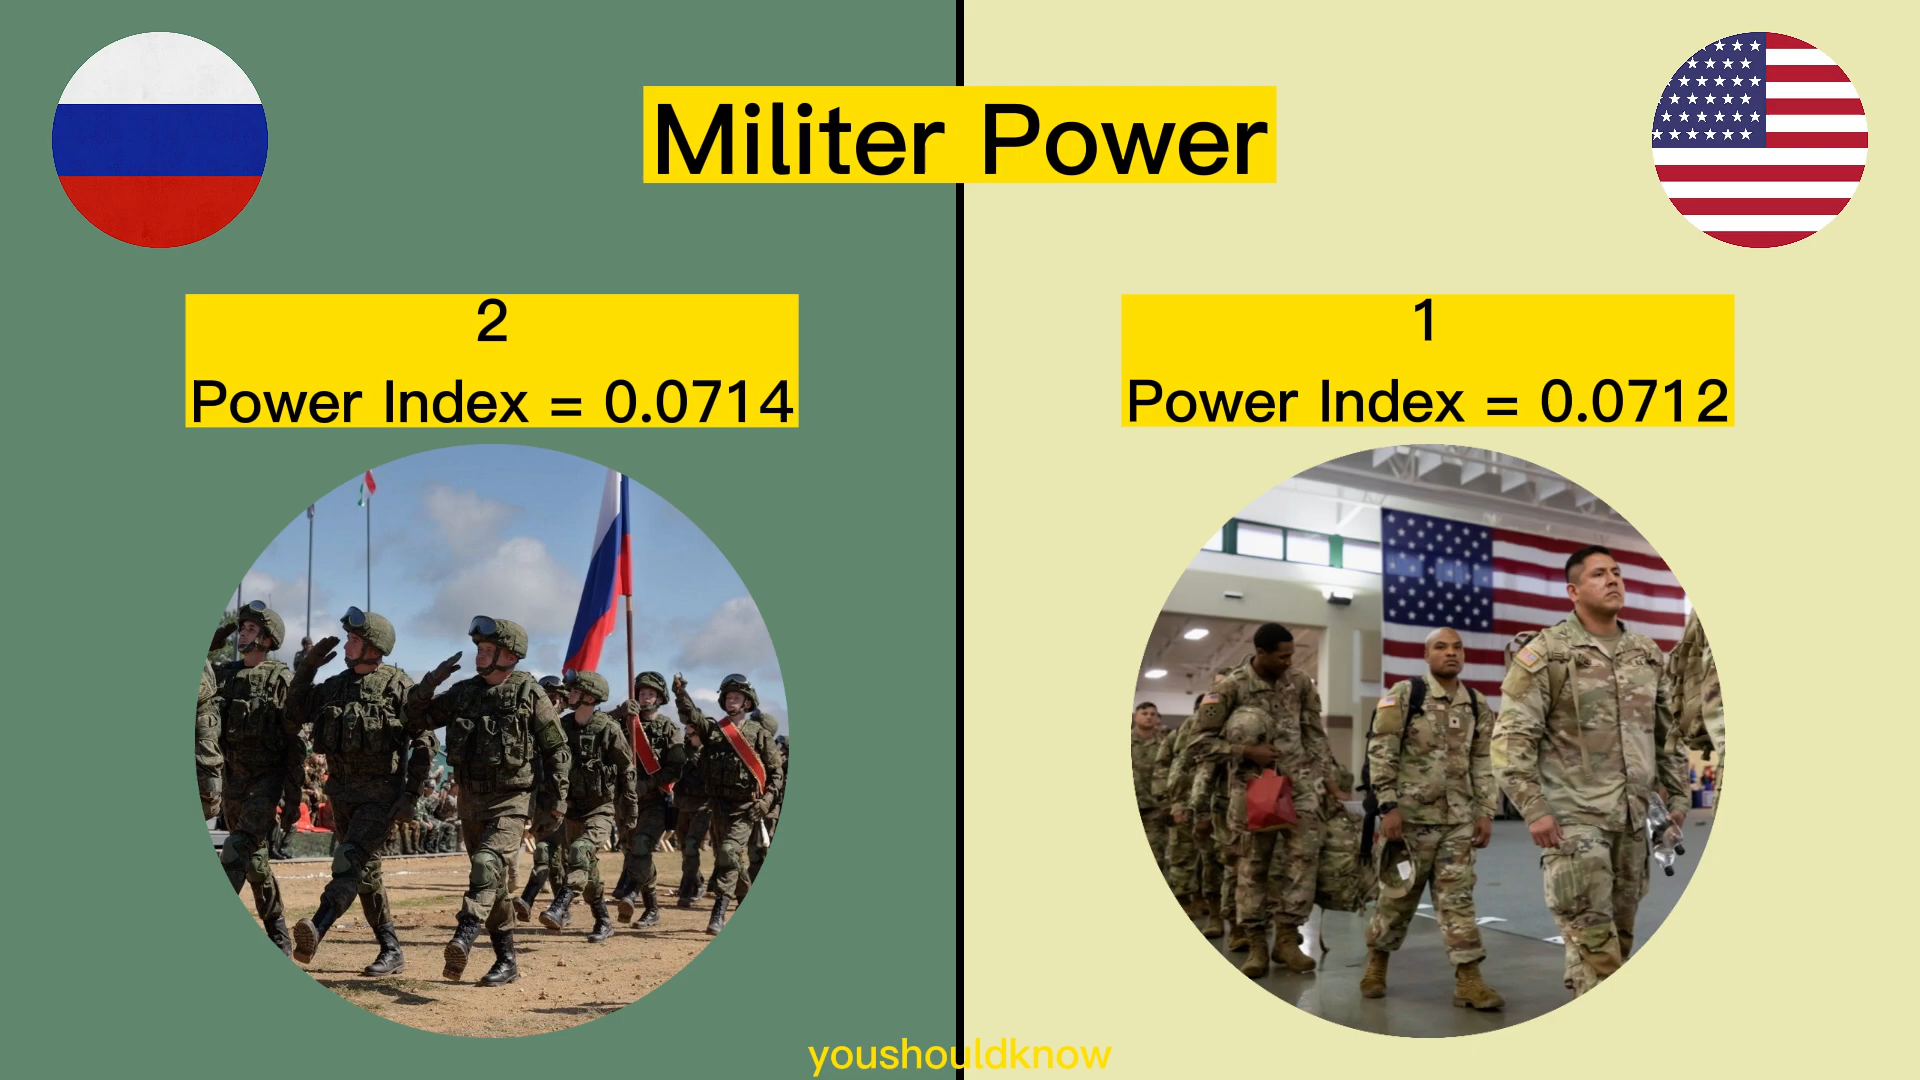 Militer Power
2
Power Index = 0.0714
1
Power Index = 0.0712
youshouldknow